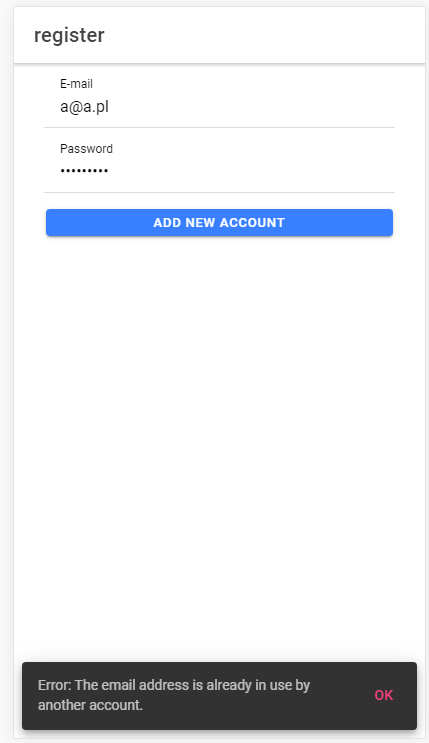 register
E-mail
a@a.pl
Password
•••••••••
ADD NEW ACCOUNT
Error: The email address is already in use by
another account.
OK